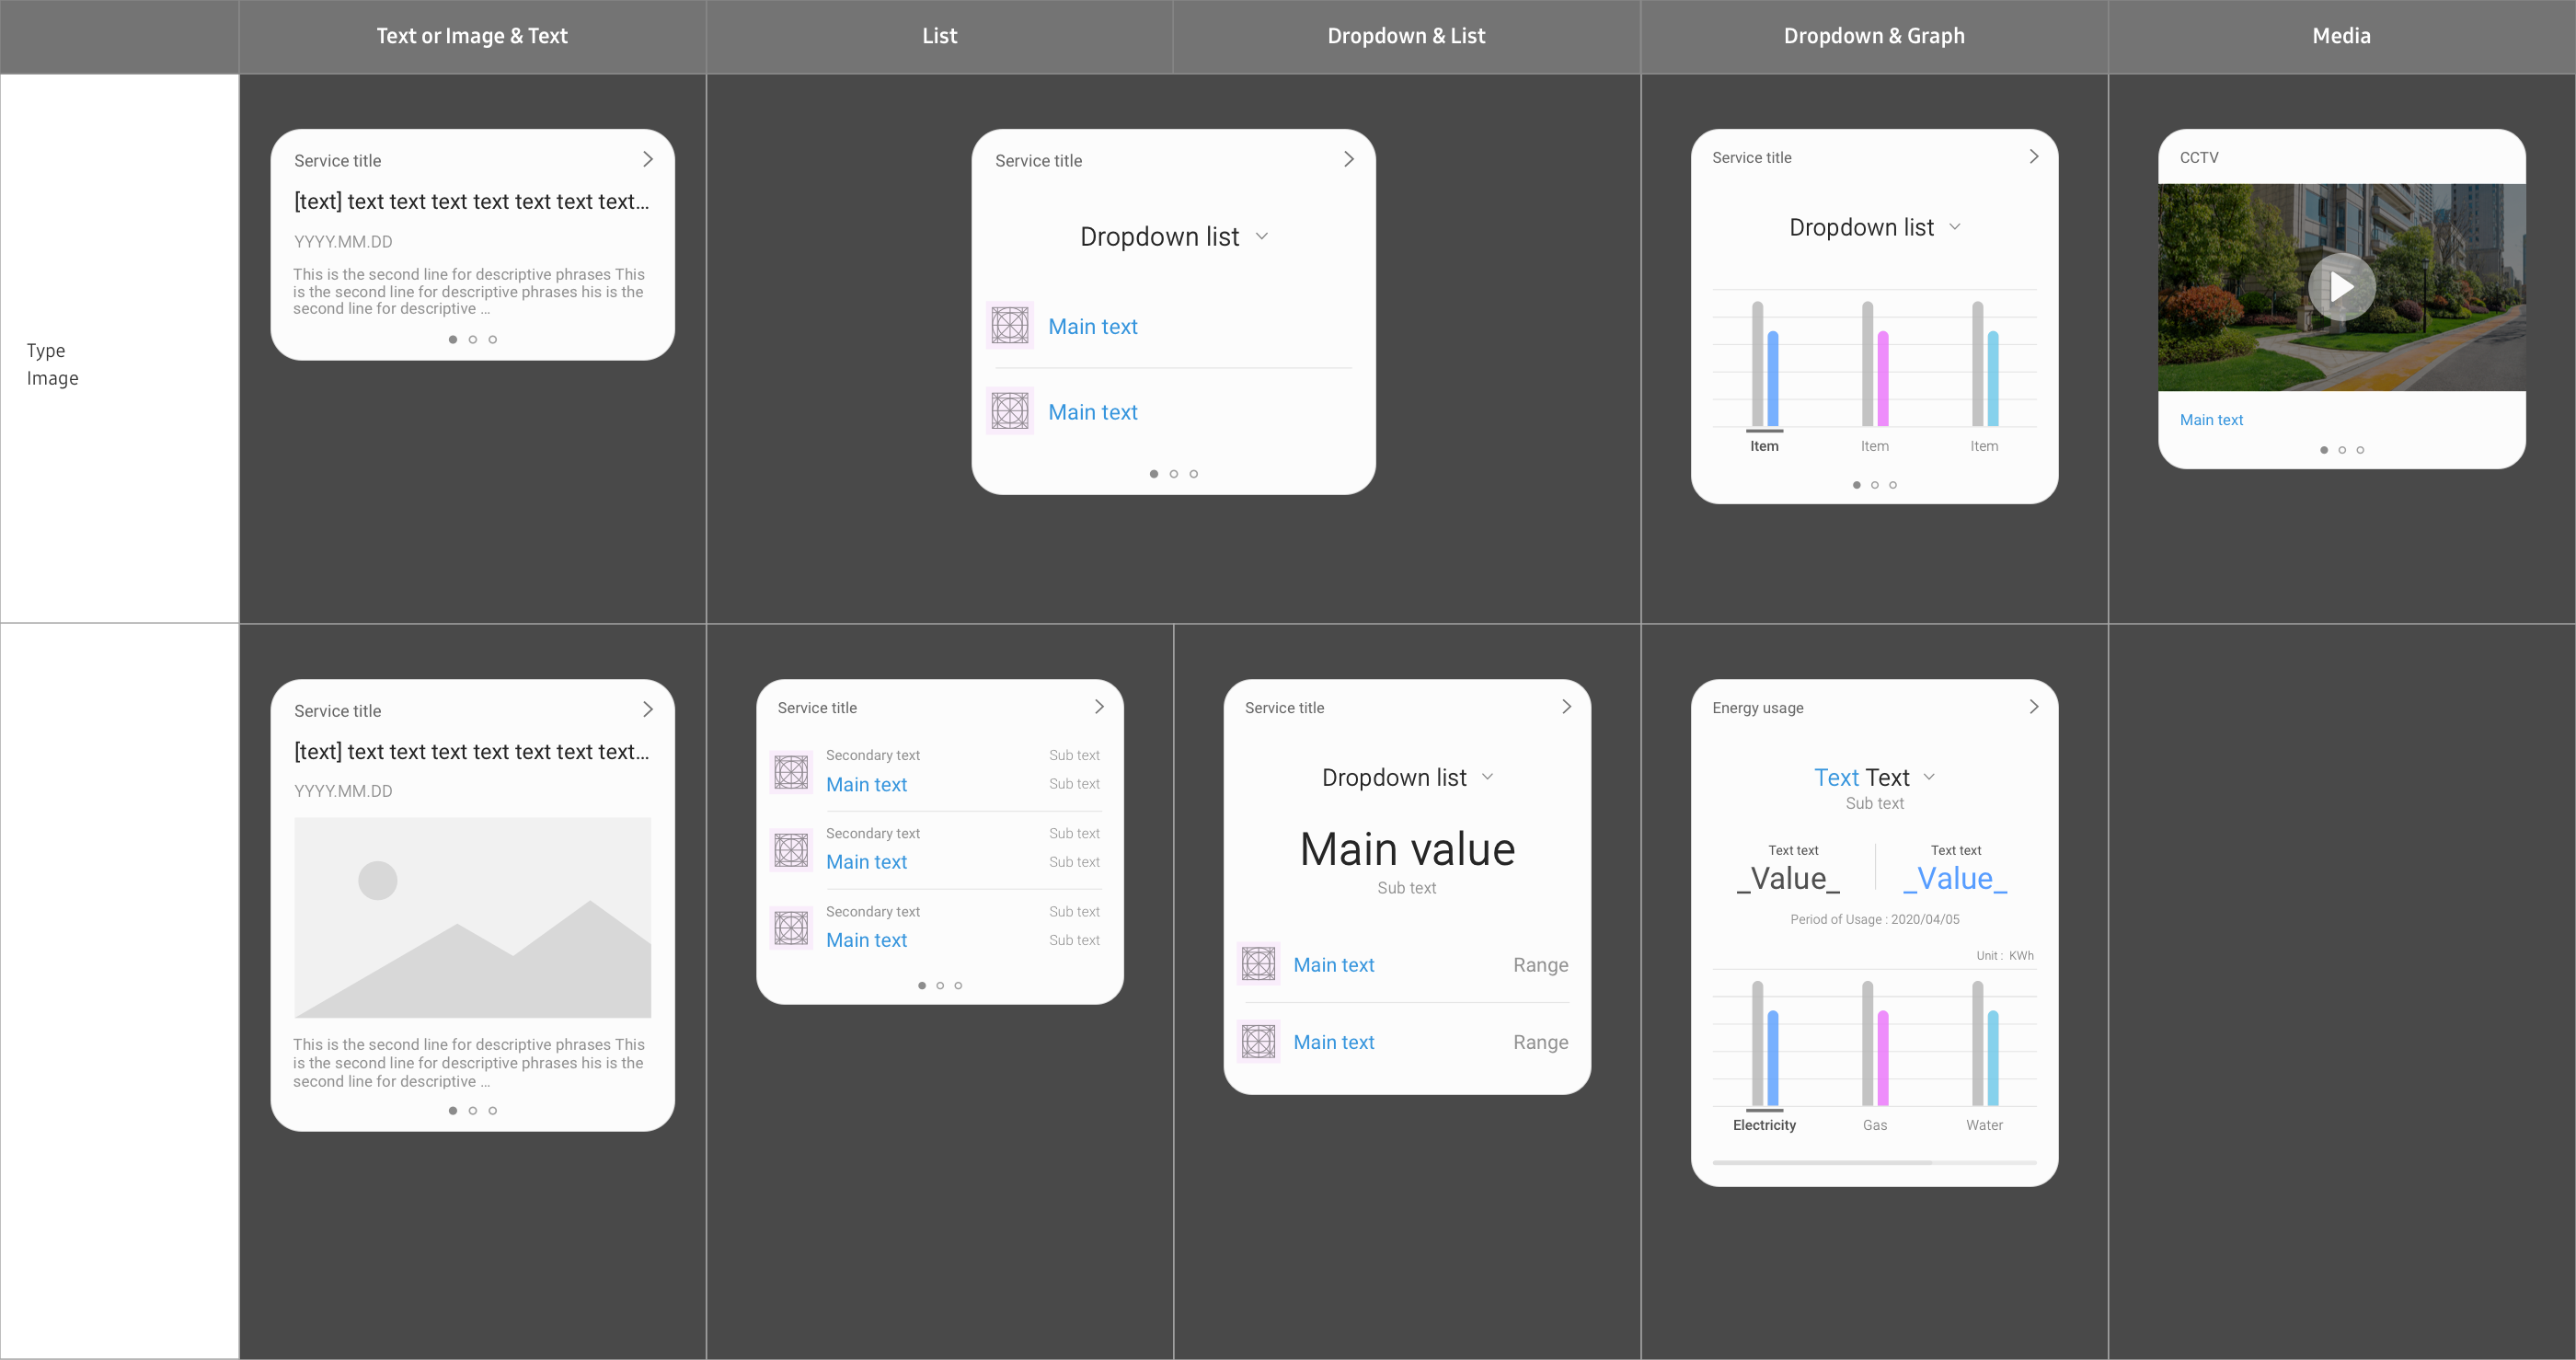 Text or Image & Text
List
Dropdown & List
Dropdown & Graph
Media
Type
Image
Service title
[text] text text text text text text text...
YYYY.MM.DD
This is the second line for descriptive phrases This
is the second line for descriptive phrases his is the
second line for descriptive ...
Service title
Dropdown list
Main text
Main text
Service title
Dropdown list
Item
Item
Item
CCTV
Main text
Service title
[text] text text text text text text text...
YYYY.MM.DD
This is the second line for descriptive phrases This
is the second line for descriptive phrases his is the
second line for descriptive ...
Service title
Secondary text
Sub text
Main text
Sub text
Secondary text
Sub text
Main text
Sub text
Secondary text
Sub text
Main text
Sub text
Service title
Dropdown list
Main value
Sub text
Main text
Range
Main text
Range
Energy usage
Text Text
Sub text
Text text
Text text
_Value_
_Value_
Period of Usage : 2020/04/05
Unit : KWh
Electricity
Gas
Water